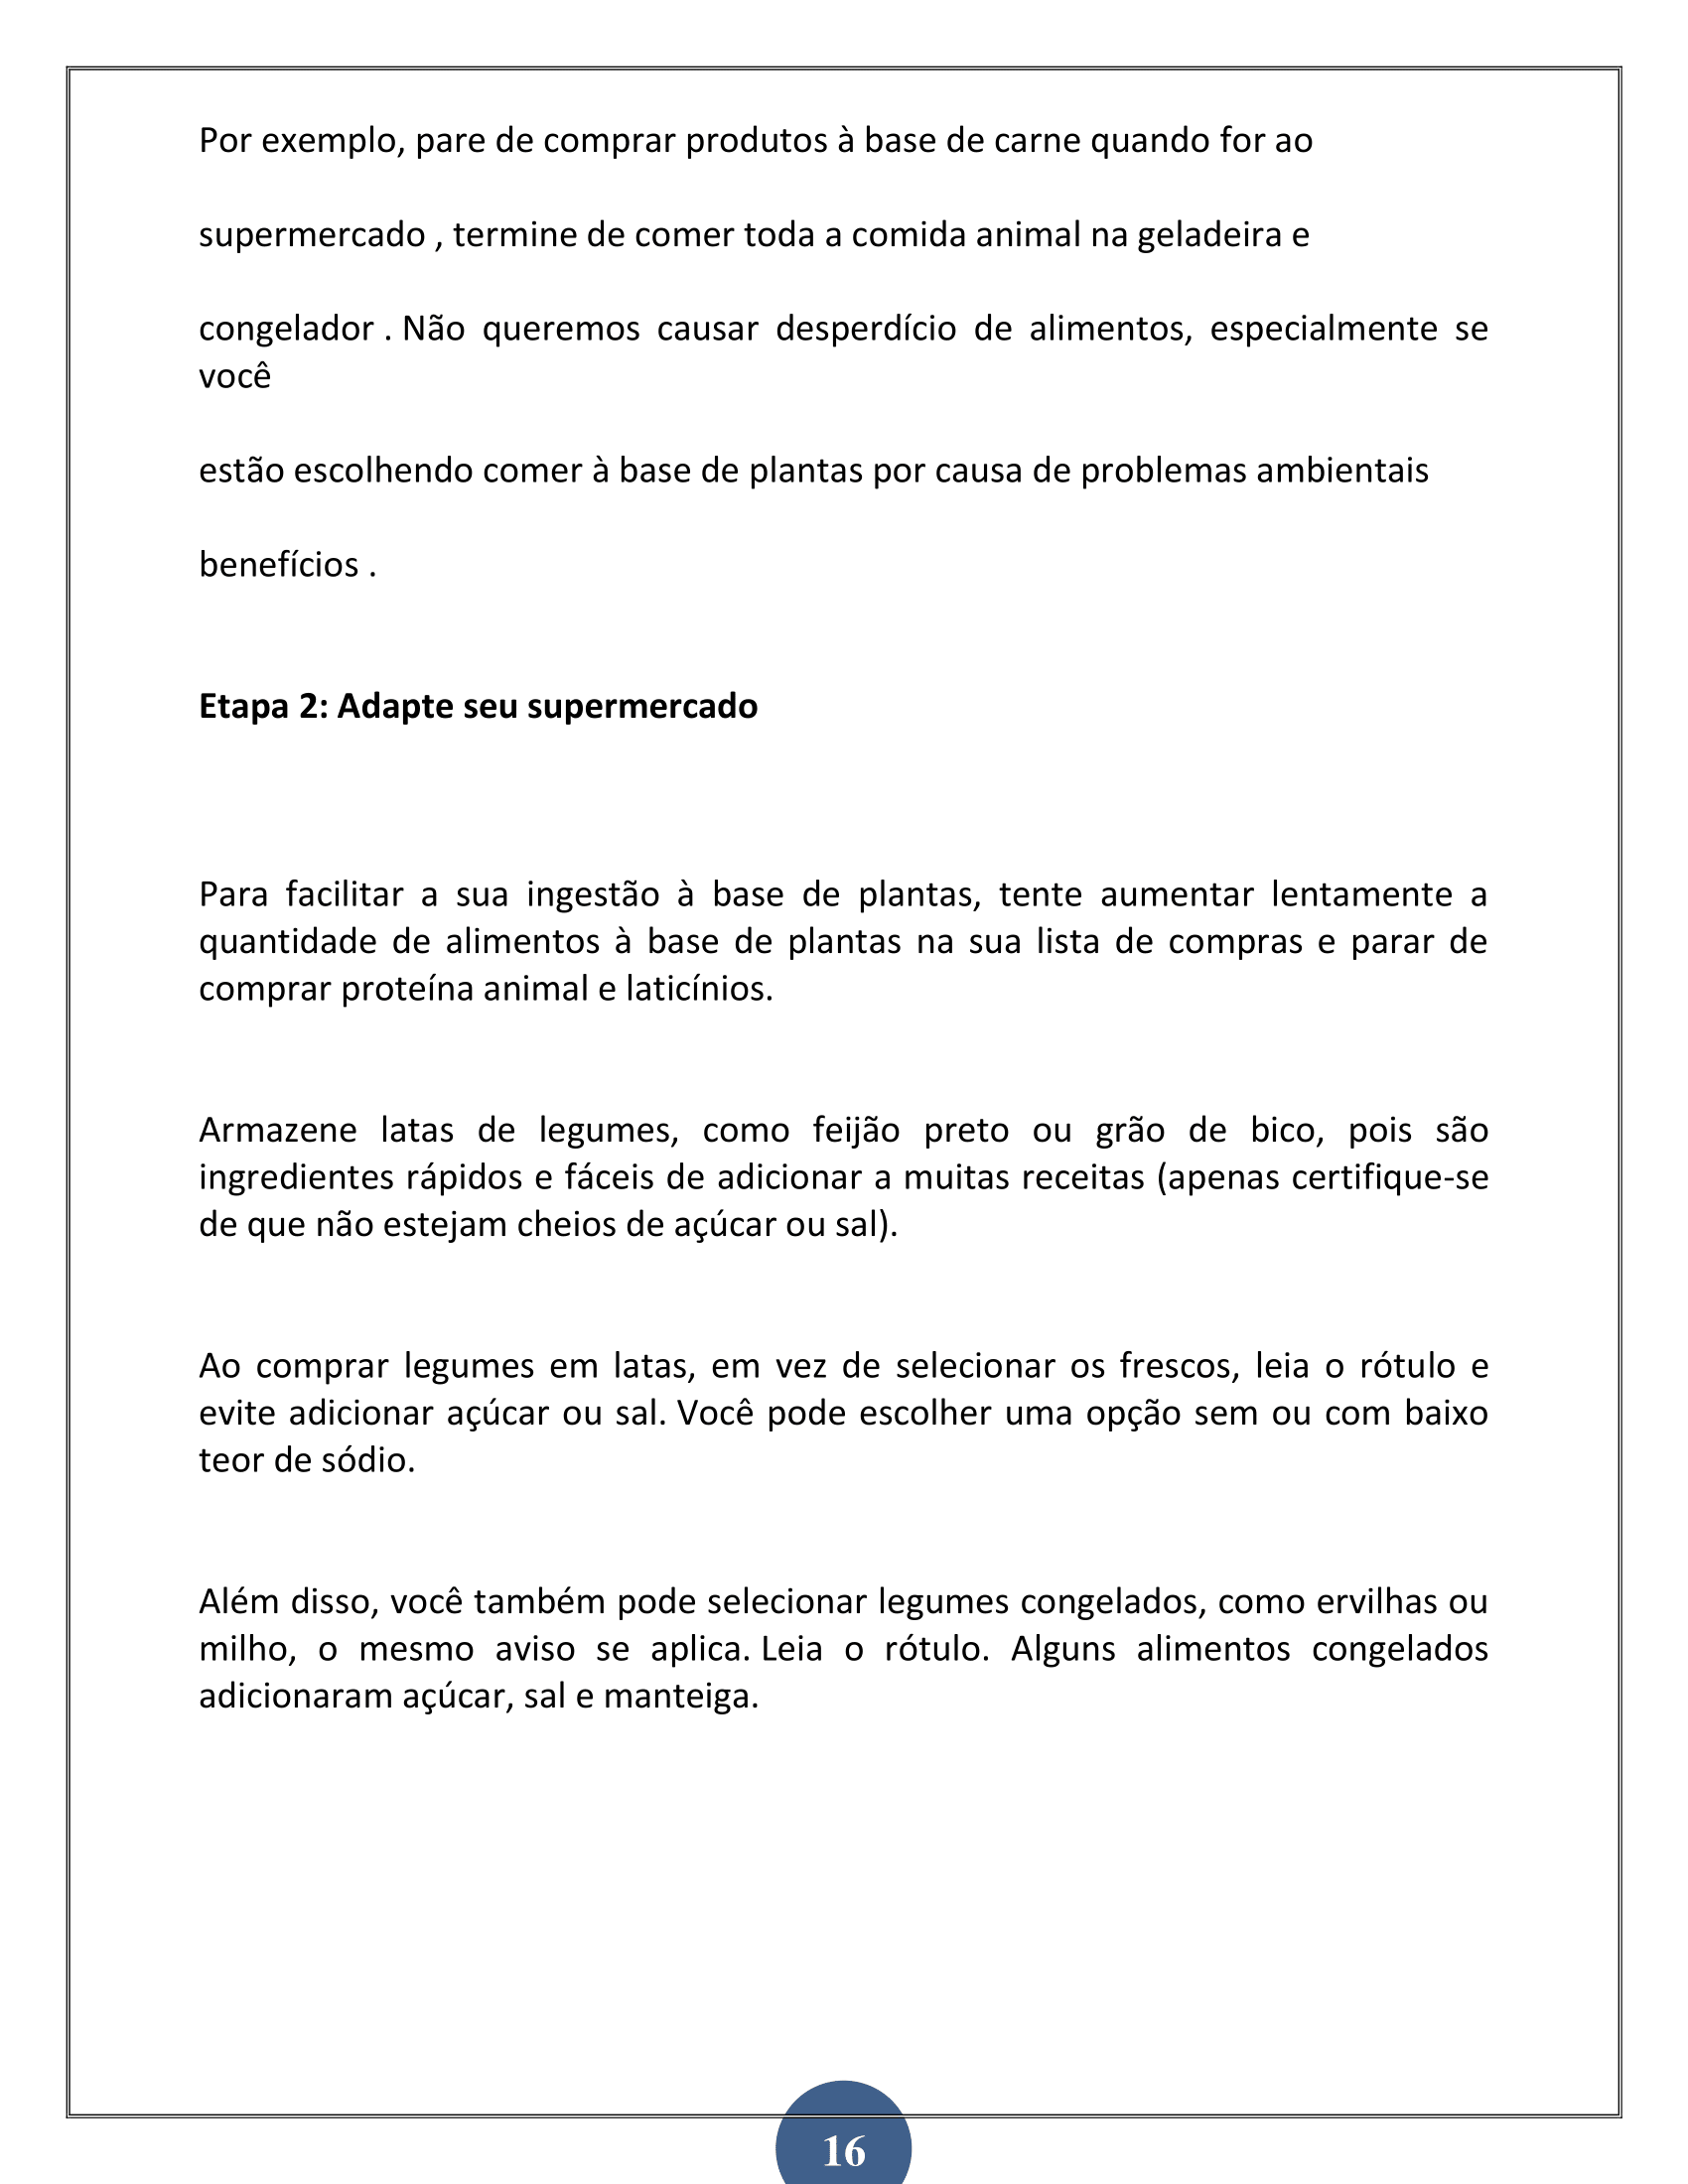 Por exemplo, pare de comprar produtos à base de carne quando for ao
supermercado , termine de comer toda a comida animal na geladeira e
congelador . Não queremos causar desperdício de alimentos, especialmente se
você
estão escolhendo comer à base de plantas por causa de problemas ambientais
benefícios .
Etapa 2: Adapte seu supermercado
Para facilitar a sua ingestão à base de plantas, tente aumentar lentamente a
quantidade de alimentos à base de plantas na sua lista de compras e parar de
comprar proteína animal e laticínios.
Armazene latas de legumes, como feijão preto ou grão de bico, pois são
ingredientes rápidos e fáceis de adicionar a muitas receitas (apenas certifique-se
de que não estejam cheios de açúcar ou sal).
Ao comprar legumes em latas, em vez de selecionar os frescos, leia o rótulo e
evite adicionar açúcar ou sal. Você pode escolher uma opção sem ou com baixo
teor de sódio.
Além disso, você também pode selecionar legumes congelados, como ervilhas ou
milho, o mesmo aviso se aplica. Leia o rótulo. Alguns alimentos congelados
adicionaram açúcar, sal e manteiga.
16